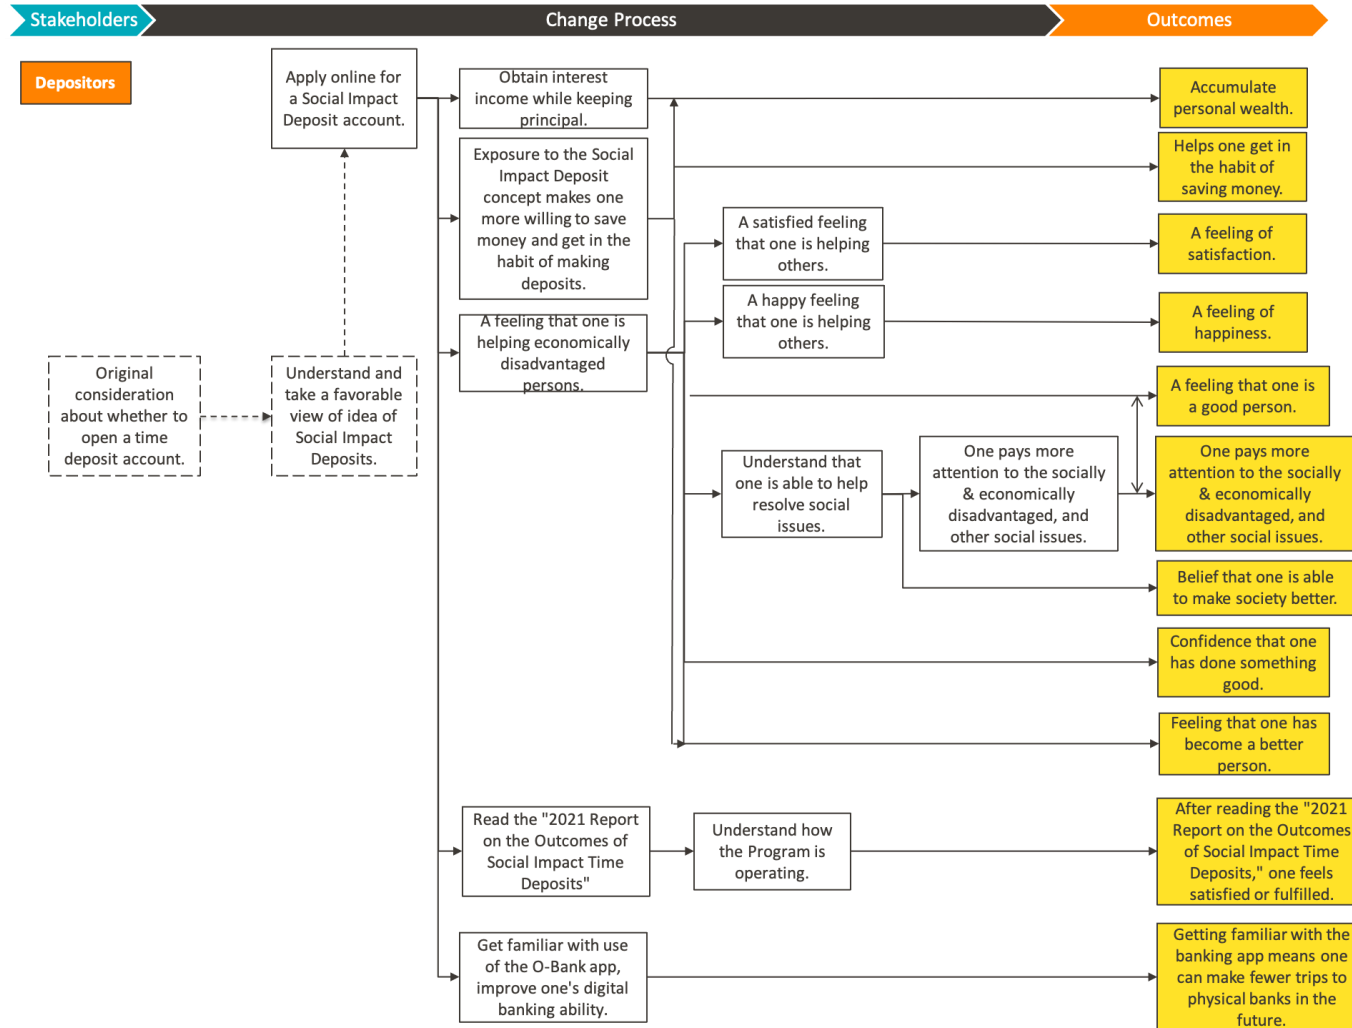 Stakeholders
Change Process
Outcomes
Depositors
Apply online for
a Social Impact
Deposit account.
Original
consideration
about whether to
open a time
deposit account.
Understand and
take a favorable
view of idea of
Social Impact
Deposits.
Obtain interest
income while keeping
principal.
Exposure to the Social
Impact Deposit
concept makes one
more willing to save
money and get in the
habit of making
deposits.
A feeling that one is
helping economically
disadvantaged
persons.
Read the "2021 Report
on the Outcomes of
Social Impact Time
Deposits"
Get familiar with use
of the O-Bank app,
improve one's digital
banking ability.
A satisfied feeling
that one is helping
others.
A happy feeling
that one is helping
others.
Understand that
one is able to help
resolve social
issues.
Understand how
the Program is
operating.
One pays more
attention to the socially
& economically
disadvantaged, and
other social issues.
Accumulate
personal wealth.
Helps one get in
the habit of
saving money.
A feeling of
satisfaction.
A feeling of
happiness.
A feeling that one is
a good person.
One pays more
attention to the socially
& economically
disadvantaged, and
other social issues.
Belief that one is able
to make society better.
Confidence that one
has done something
good.
Feeling that one has
become a better
person.
After reading the "2021
Report on the Outcomes
of Social Impact Time
Deposits," one feels
satisfied or fulfilled.
Getting familiar with the
banking app means one
can make fewer trips to
physical banks in the
future.